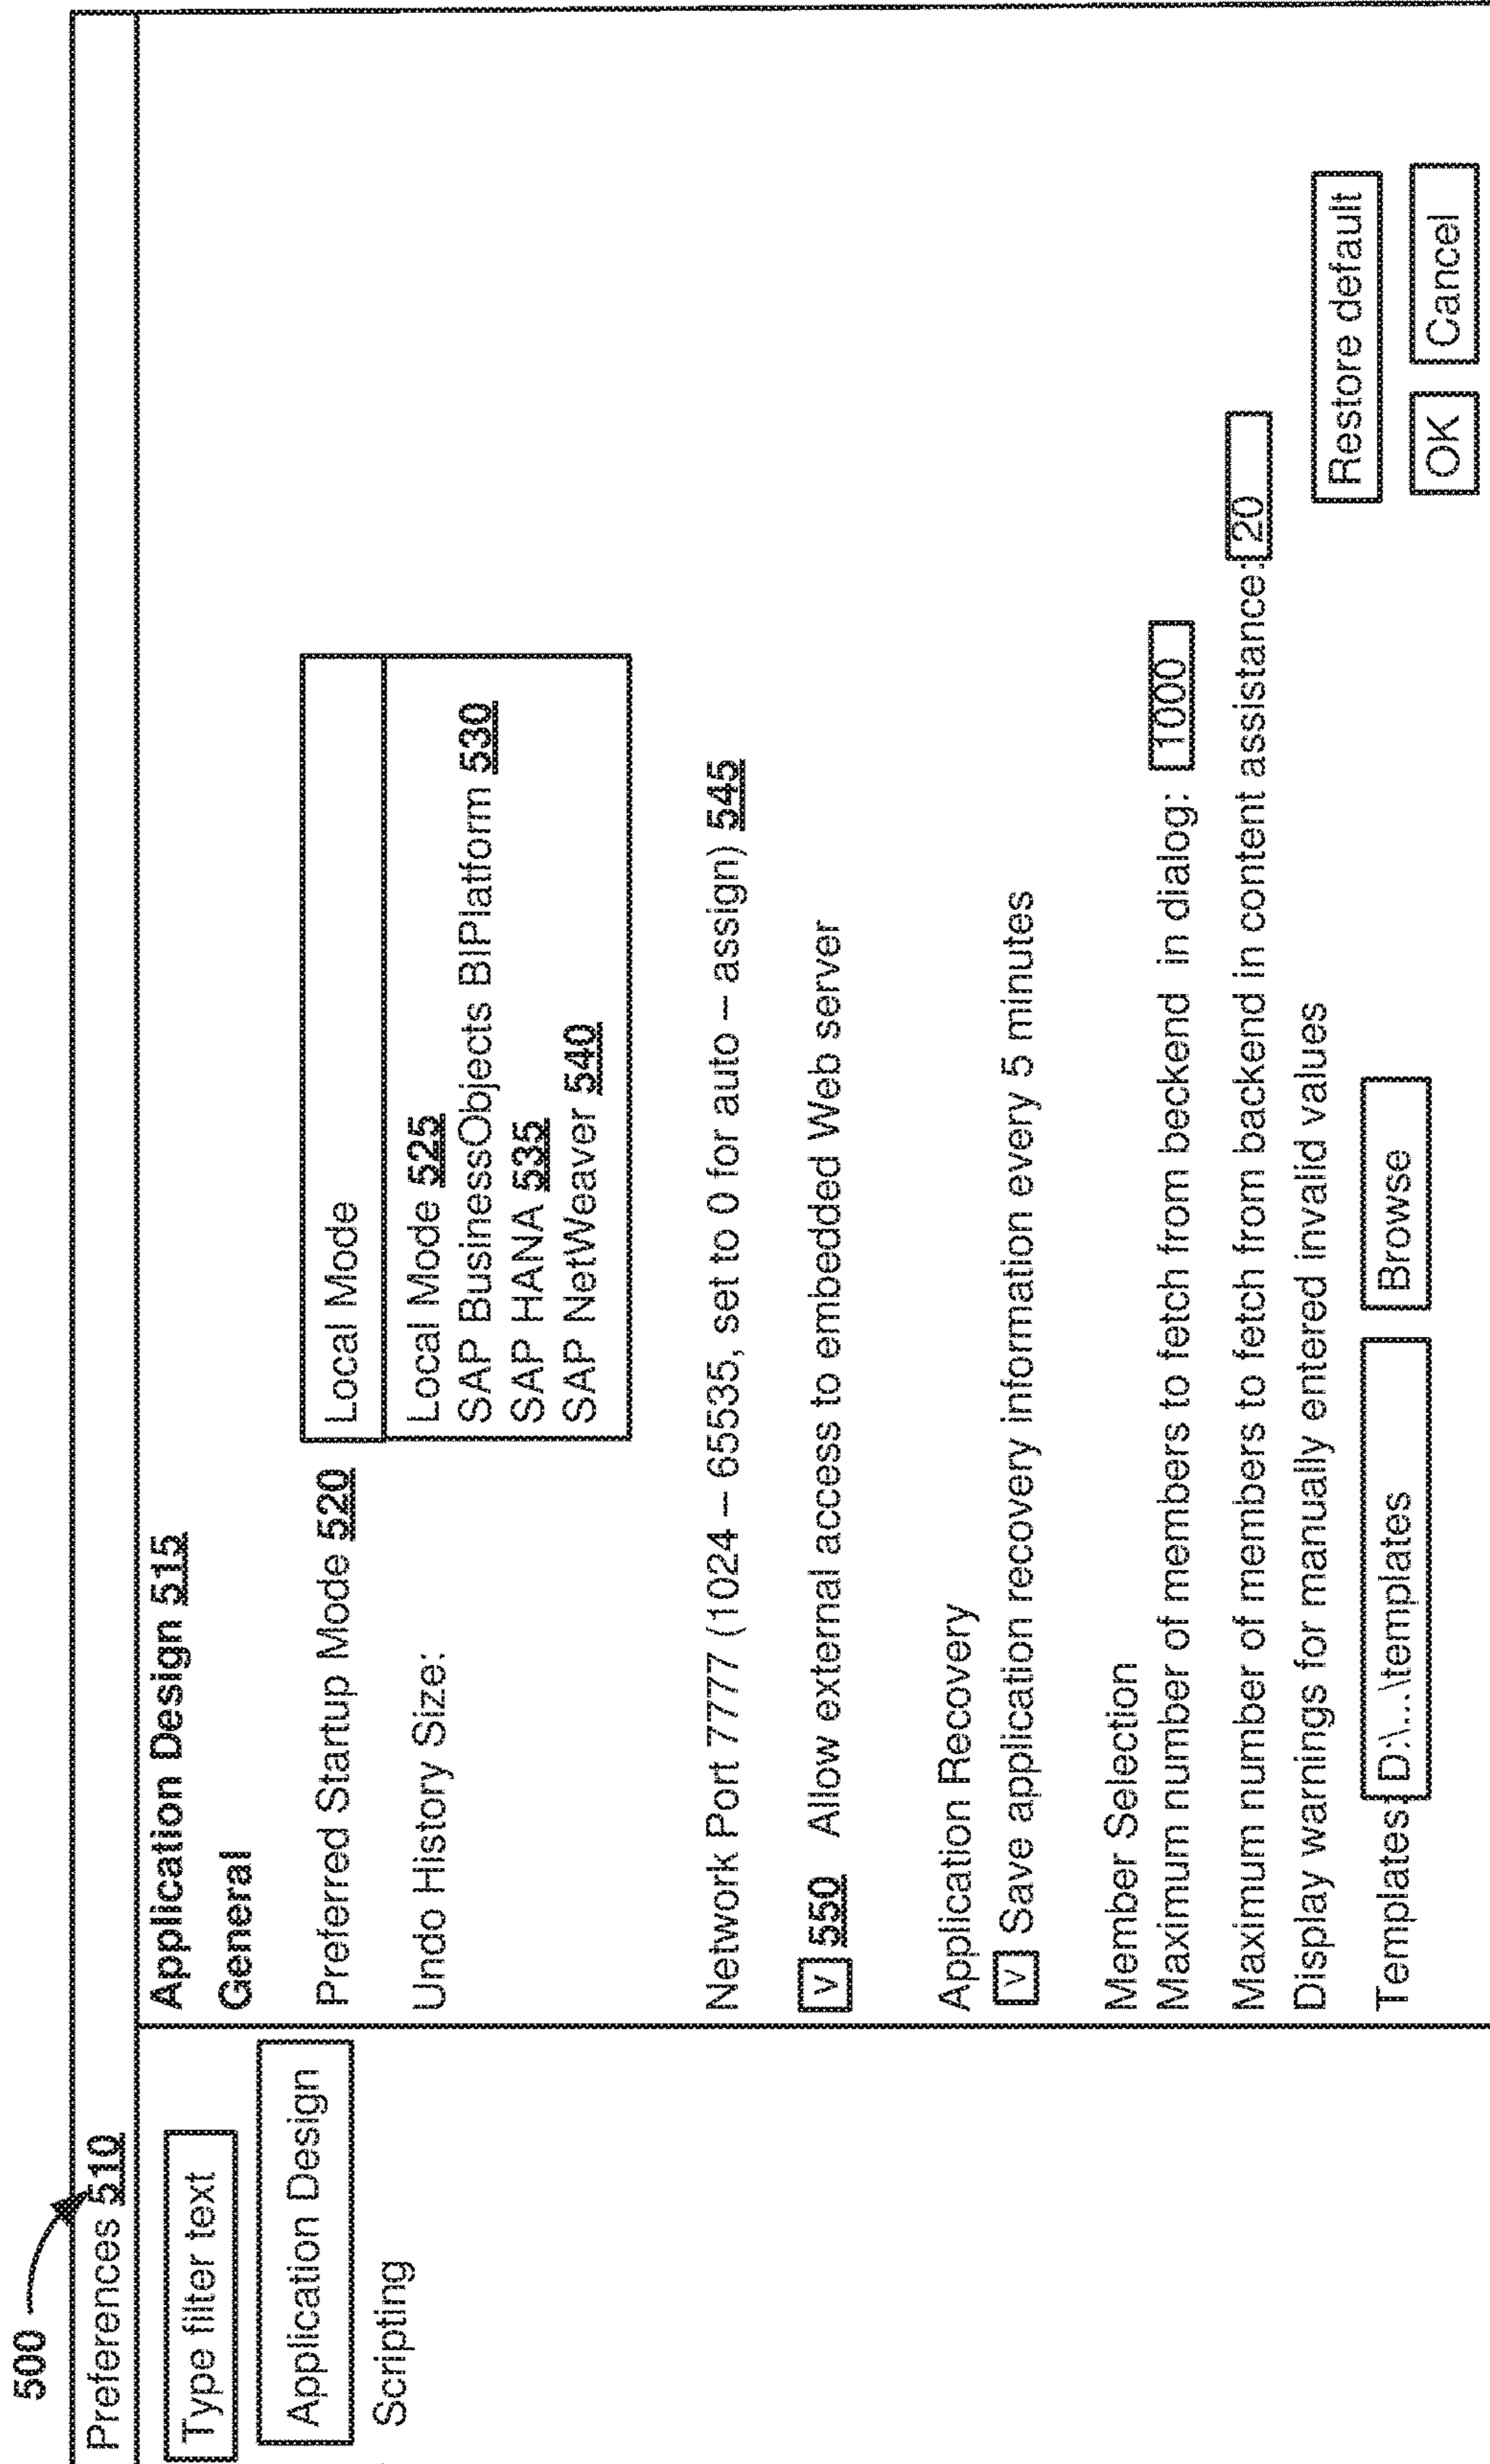 500
Preferences 510
Type filter text
Application Design
Scripting
Application Design 515
General
Preferred Startup Mode 520
Local Mode
Local Mode 525
SAP BusinessObjects BIPlatform 530
SAP HANA 535
SAP NetWeaver 540
Undo History Size:
Network Port 7777 (1024 – 65535, set to 0 for auto – assign) 545
v 550 Allow external access to embedded Web server
Application Recovery
v Save application recovery information every 5 minutes
Member Selection
Maximum number of members to fetch from beckend in dialog: 1000
Maximum number of members to fetch from backend in content assistance: 20
Display warnings for manually entered invalid values
Templates D:\...\templates Browse
Restore default
OK Cancel